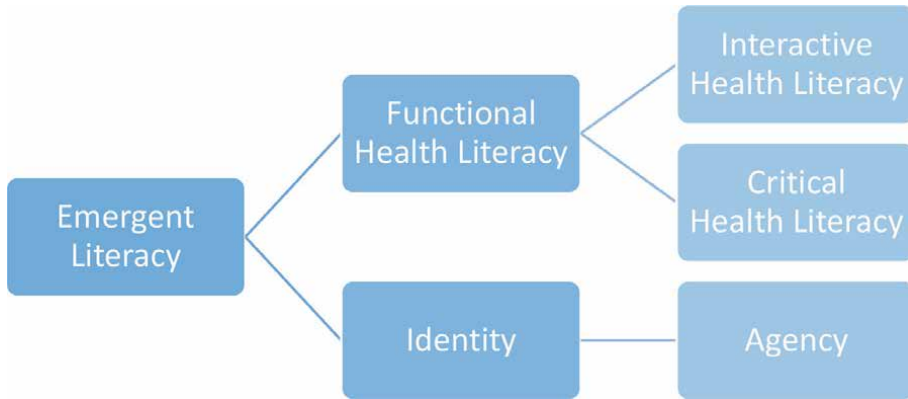 Emergent
Literacy
Functional
Health Literacy
Identity
Interactive
Health Literacy
Critical
Health Literacy
Agency